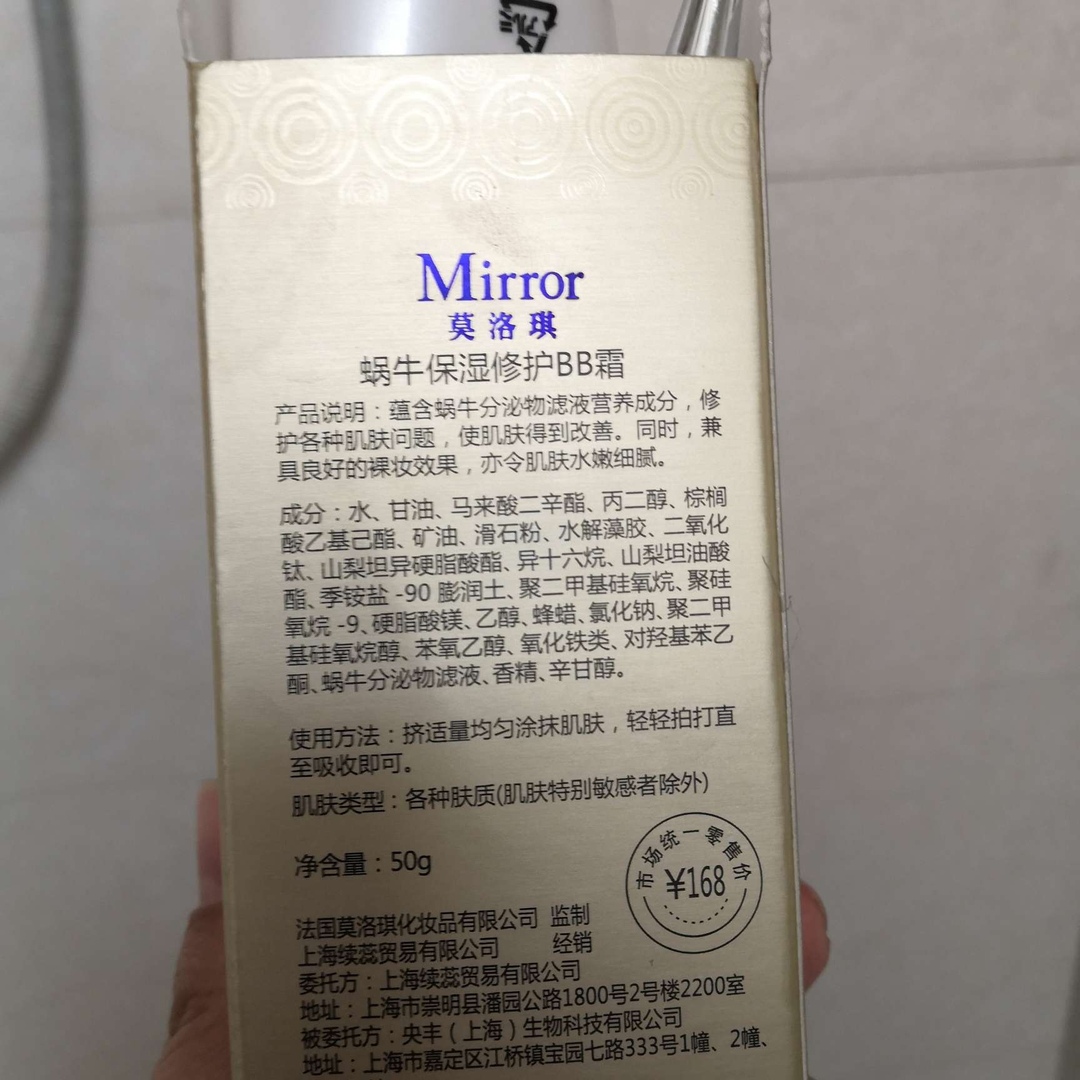 Mirror
莫洛琪
蜗牛保湿修护BB霜
产品说明：蕴含蜗牛分泌物滤液营养成分，修
护各种肌肤问题，使肌肤得到改善。同时，兼
具良好的裸妆效果，亦令肌肤水嫩细腻。
成分：水、甘油、马来酸二辛酯、丙二醇、棕榈
酸乙基己酯、矿油、滑石粉、水解藻胶、二氧化
钛、山梨坦异硬脂酸酯、异十六烷、山梨坦油酸
酯、季铵盐 -90 膨润土、聚二甲基硅氧烷、聚硅
氧烷 -9、硬脂酸镁、乙醇、蜂蜡、氯化钠、聚二甲
基硅氧烷醇、苯氧乙醇、氧化铁类、对羟基苯乙
酮、蜗牛分泌物滤液、香精、辛甘醇。
使用方法：挤适量均匀涂抹肌肤，轻轻拍打直
至吸收即可。
肌肤类型：各种肤质(肌肤特别敏感者除外)
净含量：50g
市场统一零售价
¥168
法国莫洛琪化妆品有限公司 监制
上海续蕊贸易有限公司 经销
委托方：上海续蕊贸易有限公司
地址：上海市崇明县潘园公路1800号2号楼2200室
被委托方：央丰（上海）生物科技有限公司
地址：上海市嘉定区江桥镇宝园七路333号1幢、2幢、